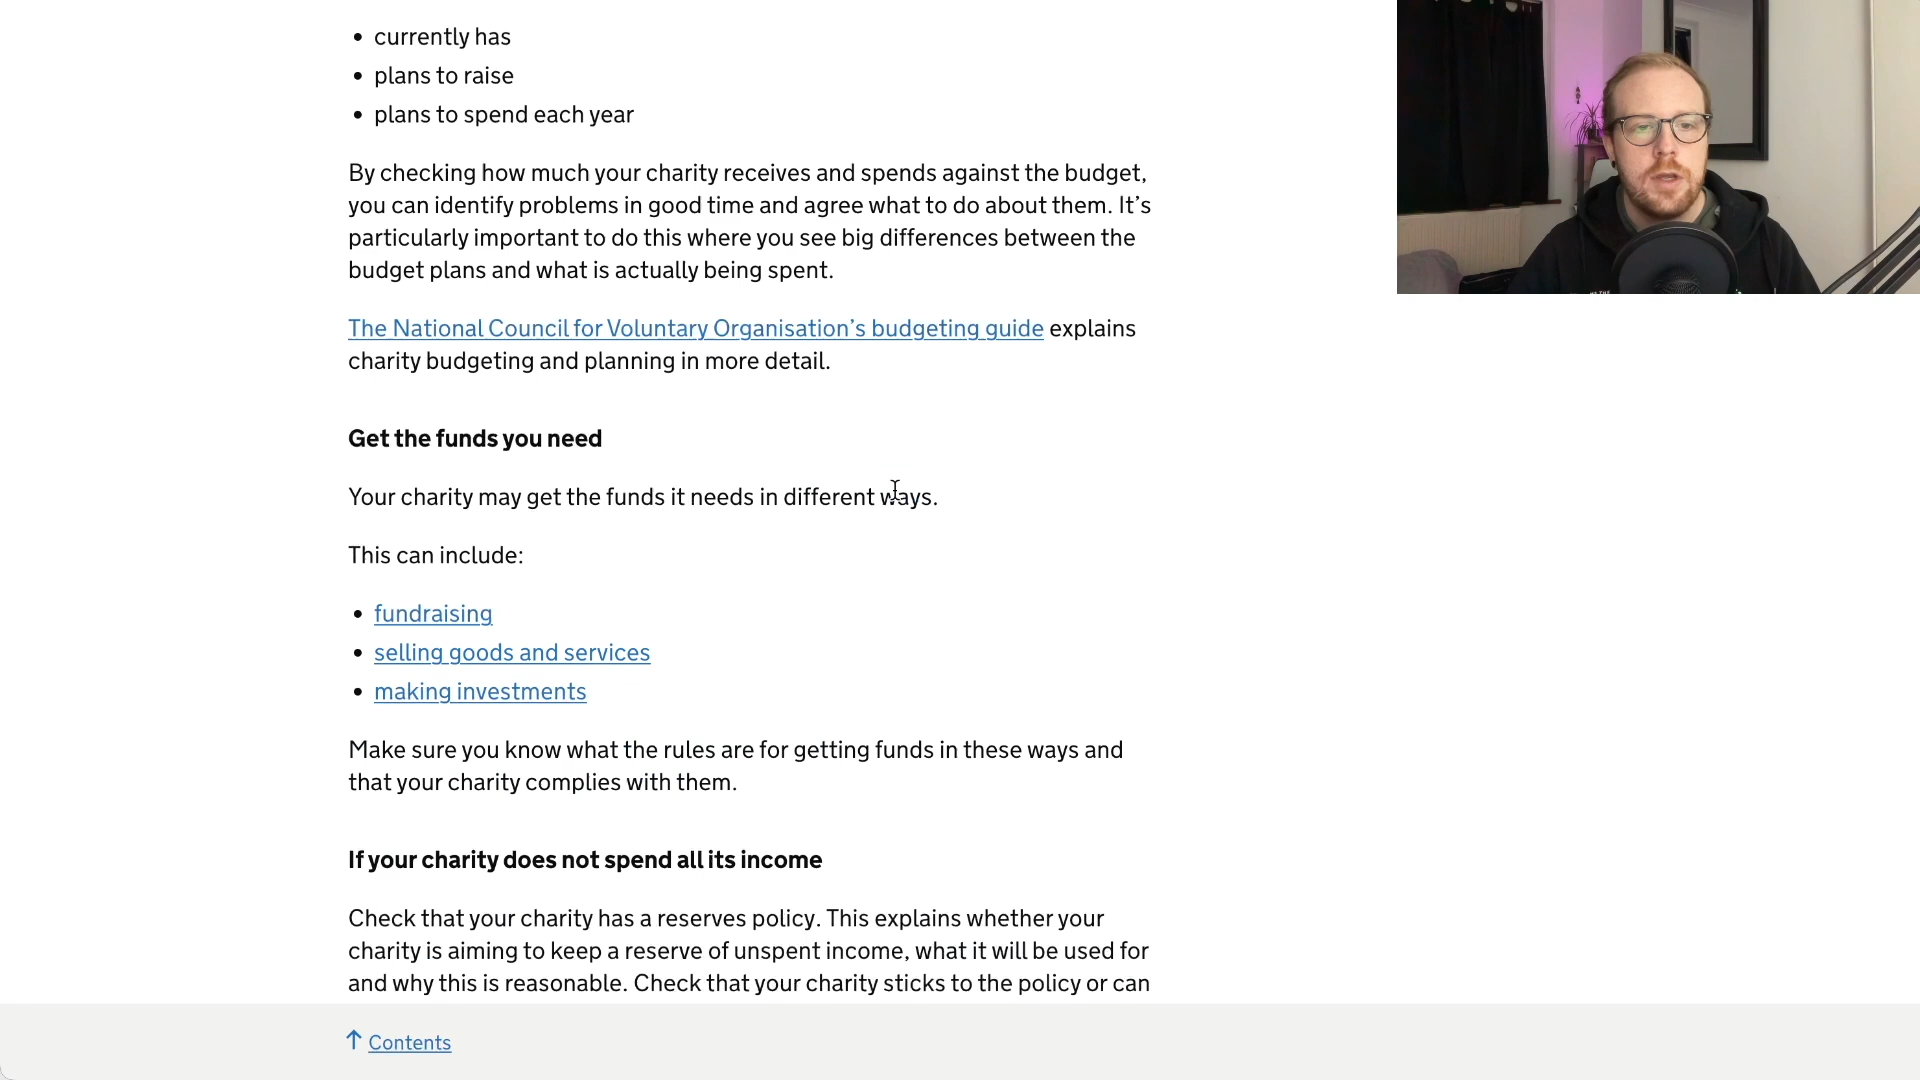 currently has
plans to raise
plans to spend each year
By checking how much your charity receives and spends against the budget,
you can identify problems in good time and agree what to do about them. It’s
particularly important to do this where you see big differences between the
budget plans and what is actually being spent.
The National Council for Voluntary Organisation’s budgeting guide explains
charity budgeting and planning in more detail.
Get the funds you need
Your charity may get the funds it needs in different ways.
This can include:
fundraising
selling goods and services
making investments
Make sure you know what the rules are for getting funds in these ways and
that your charity complies with them.
If your charity does not spend all its income
Check that your charity has a reserves policy. This explains whether your
charity is aiming to keep a reserve of unspent income, what it will be used for
and why this is reasonable. Check that your charity sticks to the policy or can
↑ Contents